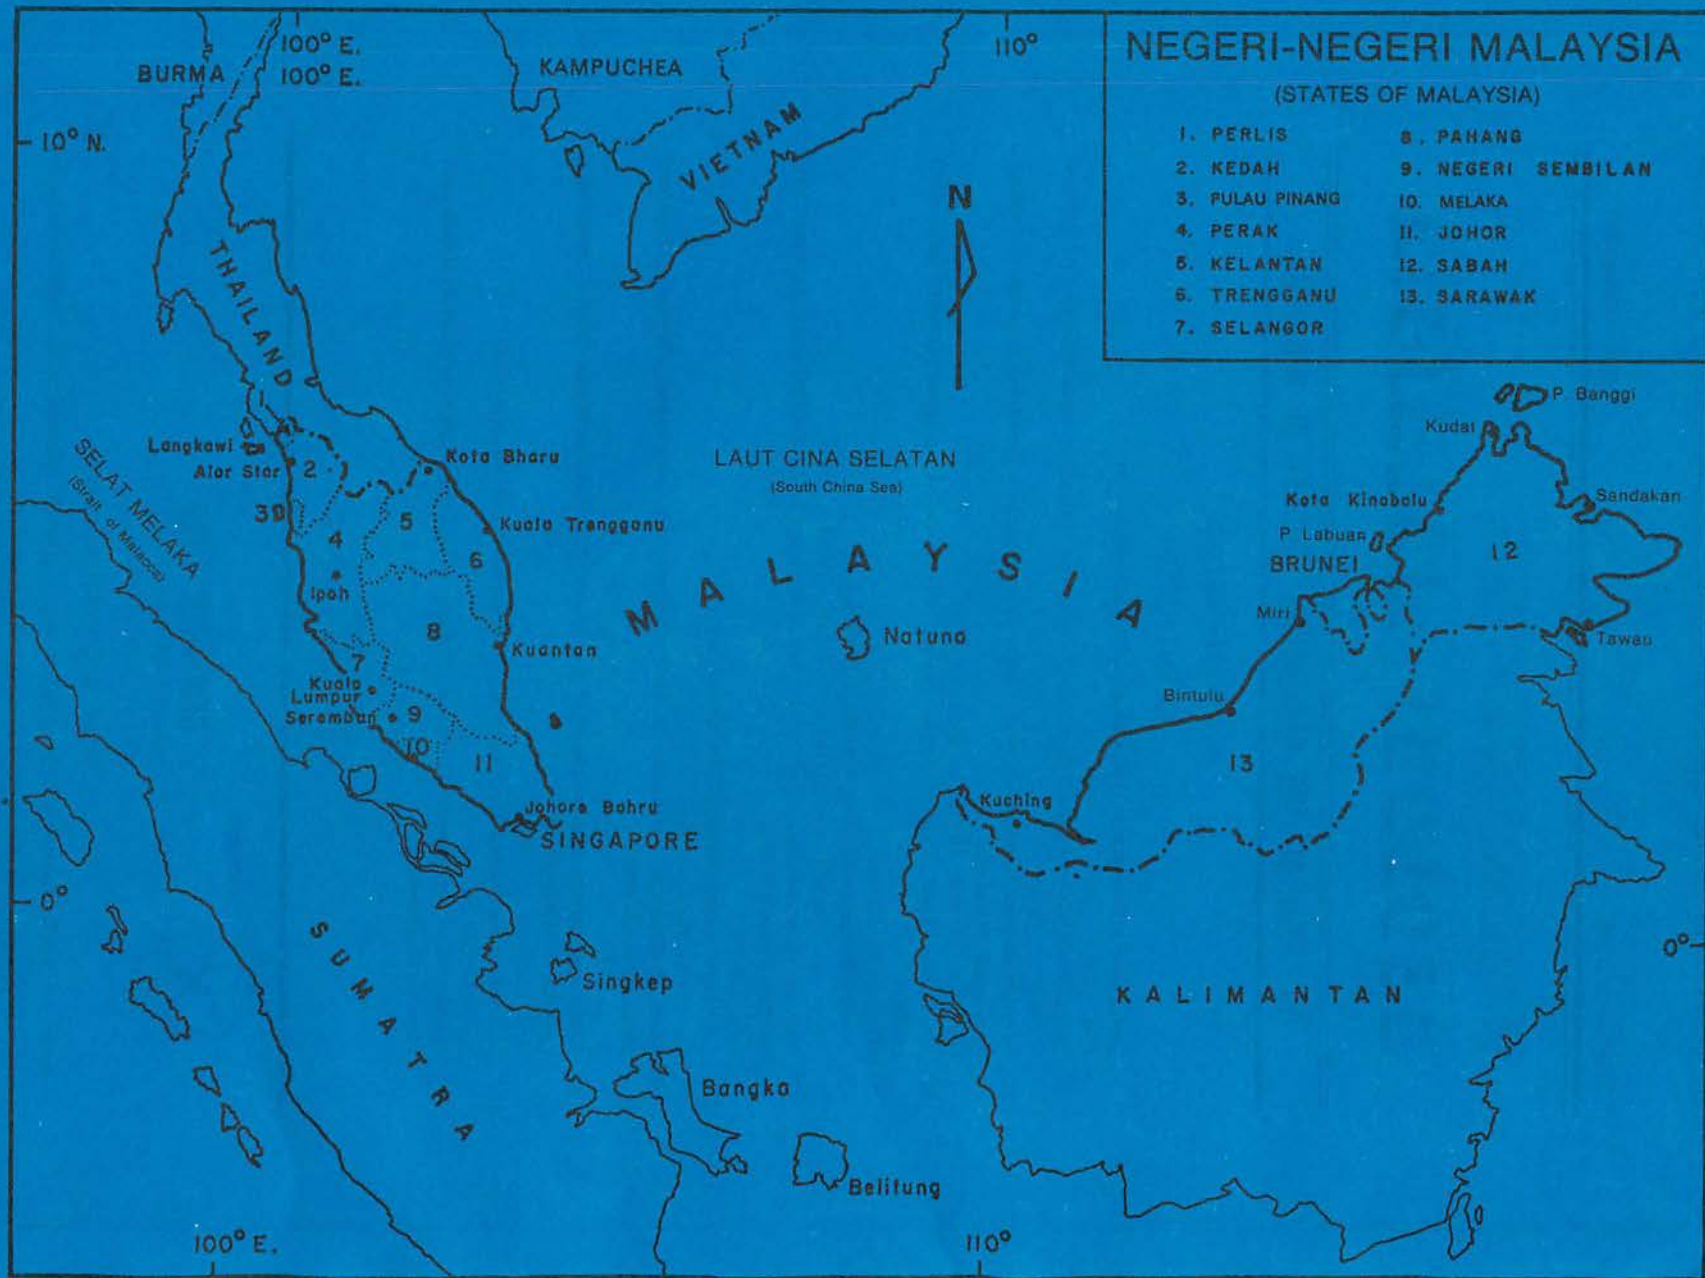 NEGERI-NEGERI MALAYSIA
(STATES OF MALAYSIA)
1. PERLIS
2. KEDAH
3. PULAU PINANG
4. PERAK
5. KELANTAN
6. TRENGGANU
7. SELANGOR
8. PAHANG
9. NEGERI SEMBILAN
10. MELAKA
11. JOHOR
12. SABAH
13. SARAWAK
100° E.
100° E.
110°
BURMA
KAMPUCHEA
10° N.
VIETNAM
N
THAILAND
P. Banggi
Kudat
1
Langkawi
Alor Star
2
Kota Bharu
SELAT MELAKA
(Strait of Malacca)
LAUT CINA SELATAN
(South China Sea)
Kota Kinabalu
Sandakan
3
4
5
Kuala Trengganu
6
P. Labuan
BRUNEI
12
MALAYSIA
Ipoh
8
Miri
Natuna
Tawau
Kuantan
7
Kuala
Lumpur
Seremban
9
10
11
Bintulu
13
Johore Bahru
SINGAPORE
Kuching
0°
0°
SUMATRA
Singkep
KALIMANTAN
Bangka
Belitung
100° E.
110°